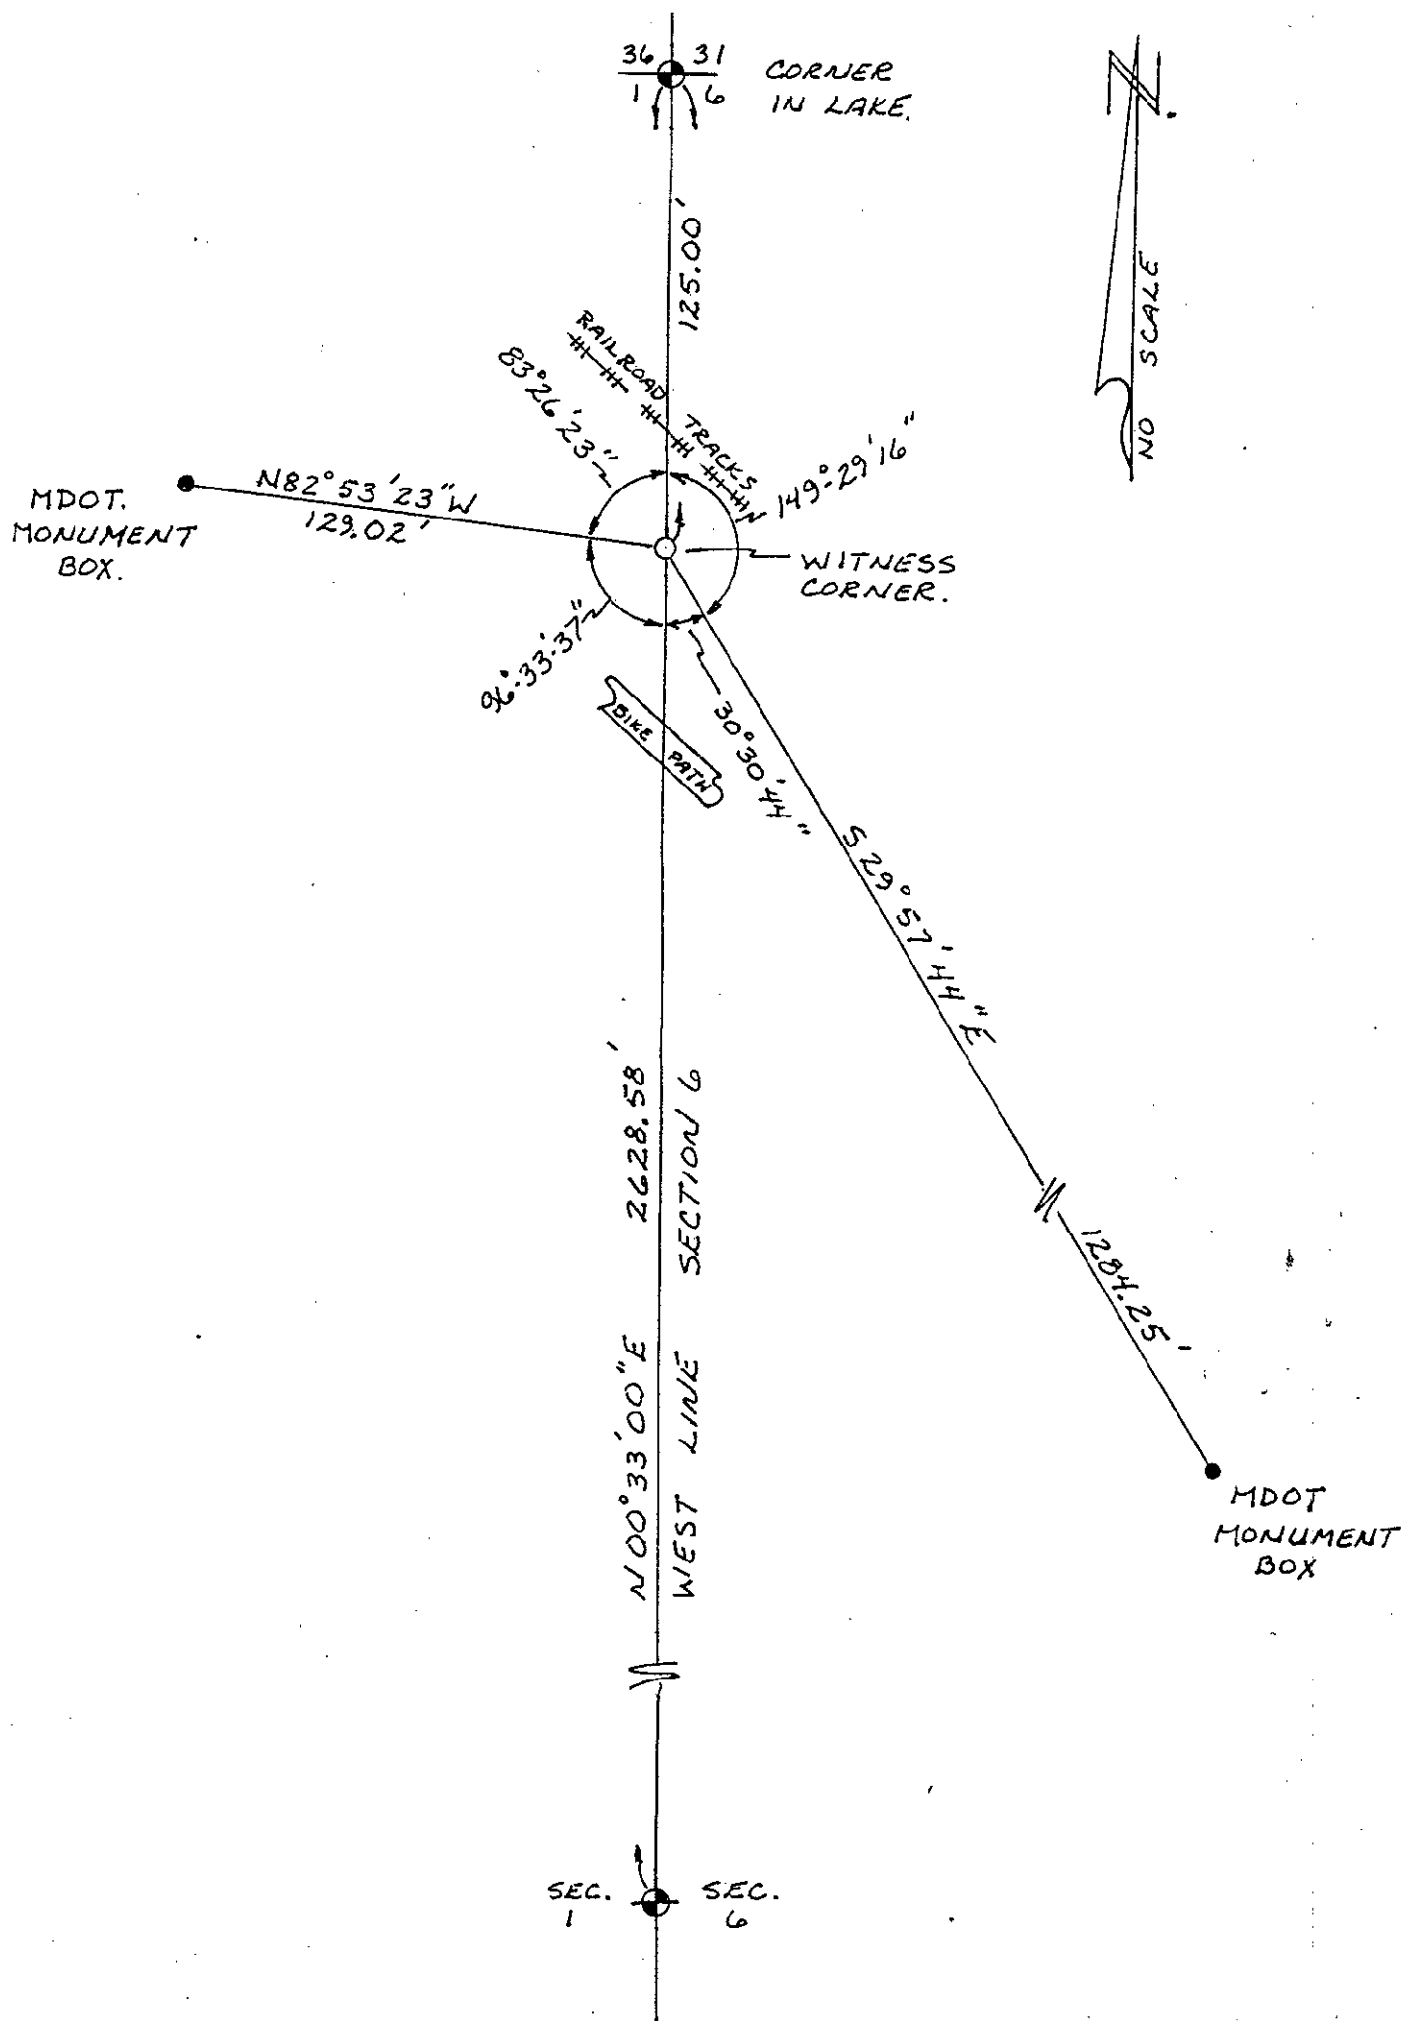 36 31
1 6
CORNER
IN LAKE.
N.
NO SCALE
125.00'
RAILROAD TRACKS
83°26'23"
149°-29'16"
N82°53'23"W
129.02'
MDOT.
MONUMENT
BOX.
WITNESS
CORNER.
96°-33'-37"
30°30'44"
BIKE PATH
S29°57'44"E
1284.25'
N00°33'00"E 2628.58'
WEST LINE SECTION 6
MDOT
MONUMENT
BOX
SEC.
1
SEC.
6